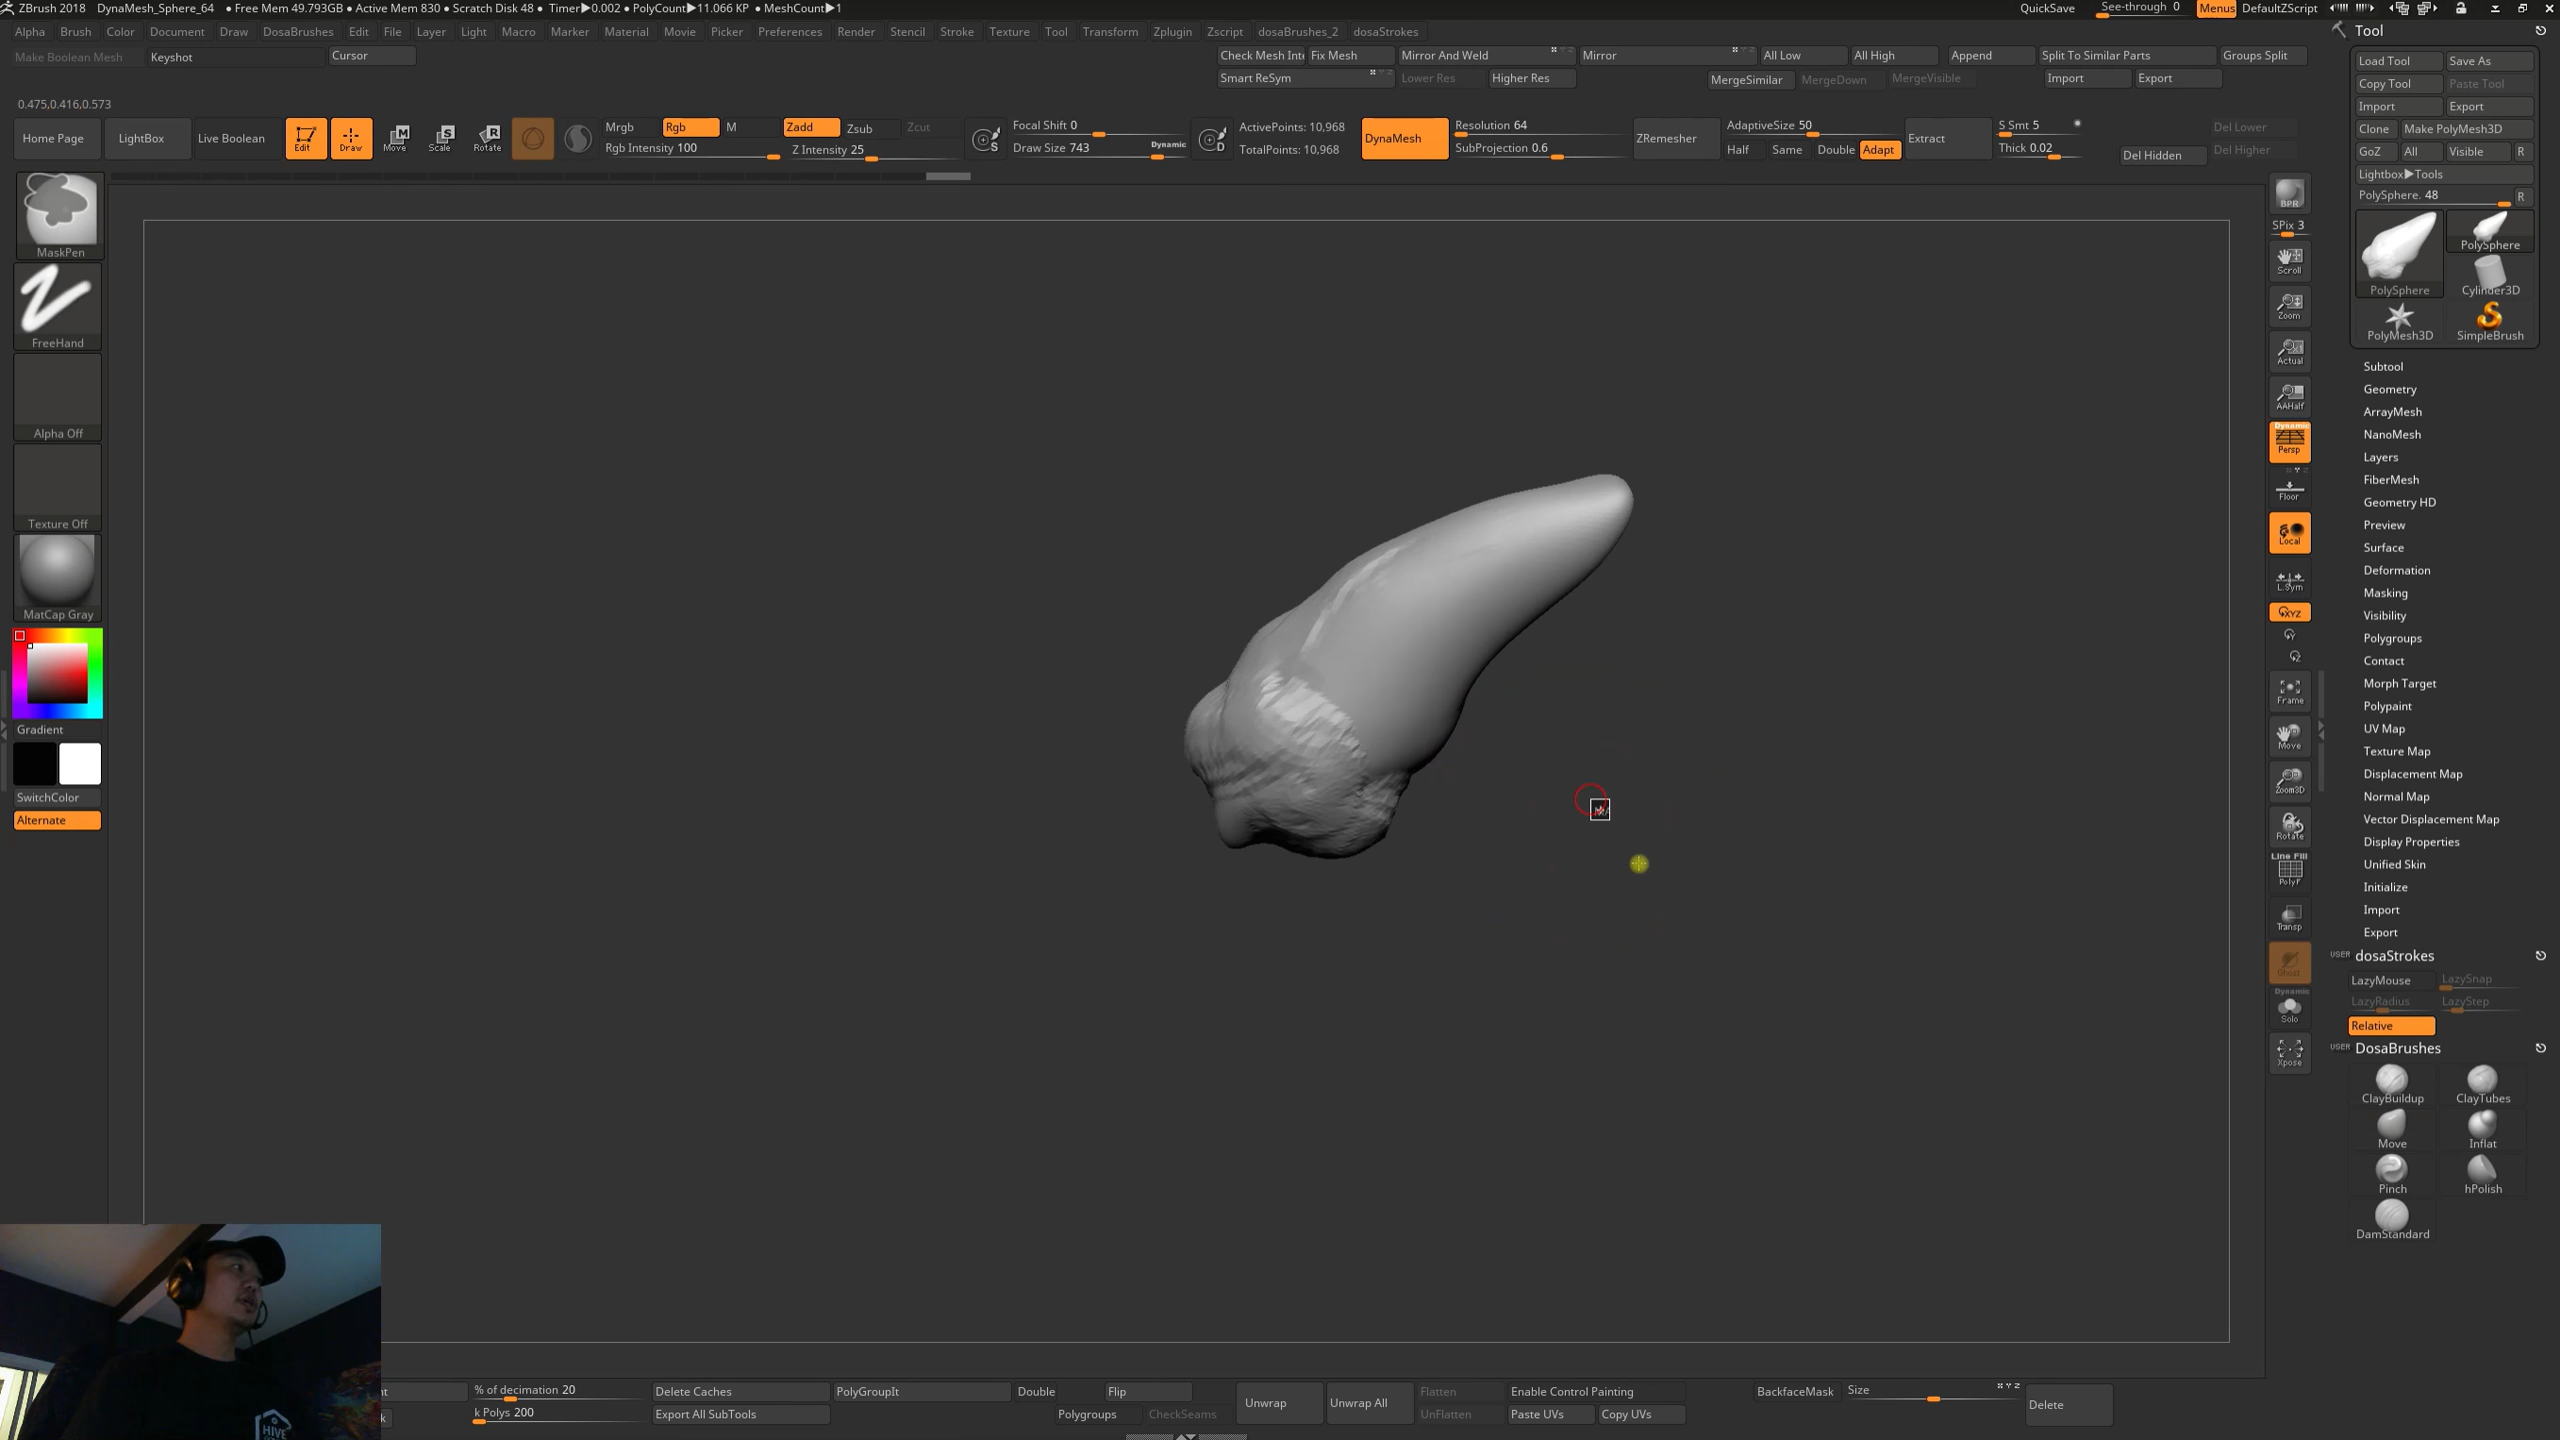 ZBrush 2018 DynaMesh_Sphere_64 ● Free Mem 49.793GB ● Active Mem 830 ● Scratch Disk 48 ● Timer▶0.002 ● PolyCount▶11.066 KP ● MeshCount▶1 QuickSave See-through 0 Menus DefaultZScript
Alpha Brush Color Document Draw DosaBrushes Edit File Layer Light Macro Marker Material Movie Picker Preferences Render Stencil Stroke Texture Tool Transform Zplugin Zscript dosaBrushes_2 dosaStrokes
Make Boolean Mesh Keyshot Cursor
Check Mesh Int Fix Mesh Mirror And Weld Mirror All Low All High Append Split To Similar Parts Groups Split
Smart ReSym Lower Res Higher Res MergeSimilar MergeDown MergeVisible Import Export
0.475,0.416,0.573
Home Page LightBox Live Boolean Edit Draw Move Scale Rotate
Mrgb Rgb M Zadd Zsub Zcut
Rgb Intensity 100 Z Intensity 25
Focal Shift 0
Draw Size 743 Dynamic
ActivePoints: 10,968
TotalPoints: 10,968
DynaMesh
Resolution 64
SubProjection 0.6
ZRemesher
AdaptiveSize 50
Half Same Double Adapt
Extract
S Smt 5
Thick 0.02
Del Hidden
Del Lower
Del Higher
MaskPen
FreeHand
Alpha Off
Texture Off
MatCap Gray
Gradient
SwitchColor
Alternate
BPR
SPix 3
Scroll
Zoom
Actual
AAHalf
Dynamic
Persp
Floor
Local
L.Sym
XYZ
Y
Z
Frame
Move
Zoom3D
Rotate
Line Fill
PolyF
Transp
Ghost
Dynamic
Solo
Xpose
Tool
Load Tool Save As
Copy Tool Paste Tool
Import Export
Clone Make PolyMesh3D
GoZ All Visible R
Lightbox▶Tools
PolySphere. 48 R
PolySphere PolySphere
Cylinder3D
PolyMesh3D SimpleBrush
Subtool
Geometry
ArrayMesh
NanoMesh
Layers
FiberMesh
Geometry HD
Preview
Surface
Deformation
Masking
Visibility
Polygroups
Contact
Morph Target
Polypaint
UV Map
Texture Map
Displacement Map
Normal Map
Vector Displacement Map
Display Properties
Unified Skin
Initialize
Import
Export
USER dosaStrokes
LazyMouse LazySnap
LazyRadius LazyStep
Relative
USER DosaBrushes
ClayBuildup ClayTubes
Move Inflat
Pinch hPolish
DamStandard
HIVE
nt % of decimation 20 Delete Caches PolyGroupIt Double Flip Unwrap Unwrap All Flatten Enable Control Painting BackfaceMask Size Delete
k k Polys 200 Export All SubTools Polygroups CheckSeams UnFlatten Paste UVs Copy UVs